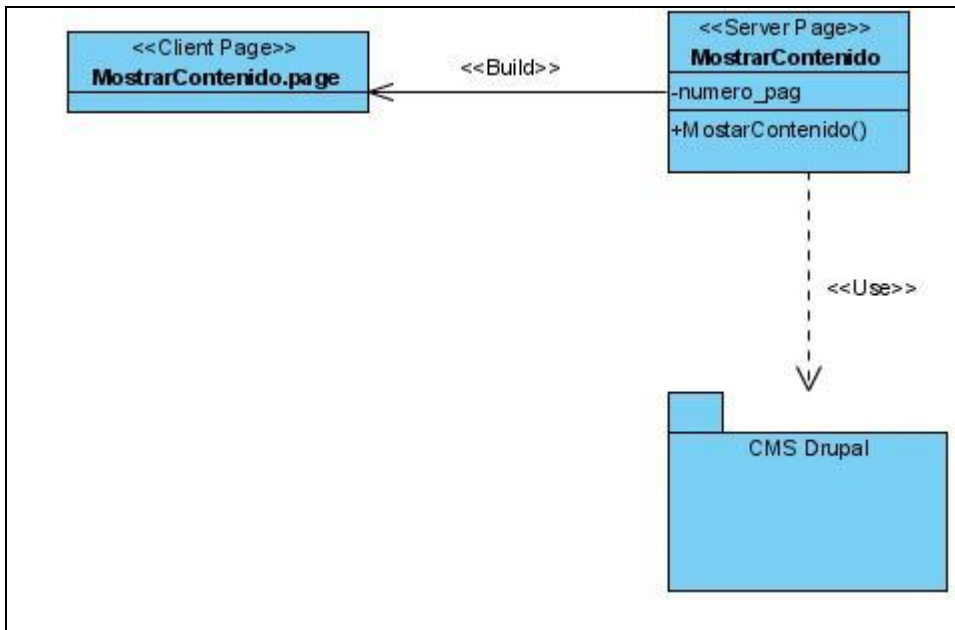 <<Client Page>>
MostrarContenido.page
<<Build>>
<<Server Page>>
MostrarContenido
-numero_pag
+MostarContenido()
<<Use>>
CMS Drupal